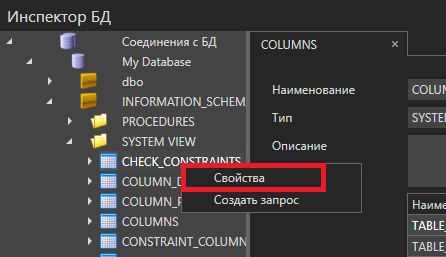 Инспектор БД
Соединения с БД
My Database
dbo
INFORMATION_SCHEM
PROCEDURES
SYSTEM VIEW
CHECK_CONSTRAINTS
COLUMN_D
COLUMN_P
COLUMNS
CONSTRAINT_COLUMN
Свойства
Создать запрос
COLUMNS ×
Наименование COLUM
Тип SYSTE
Описание
Наиме
TABLE_
TABLE_